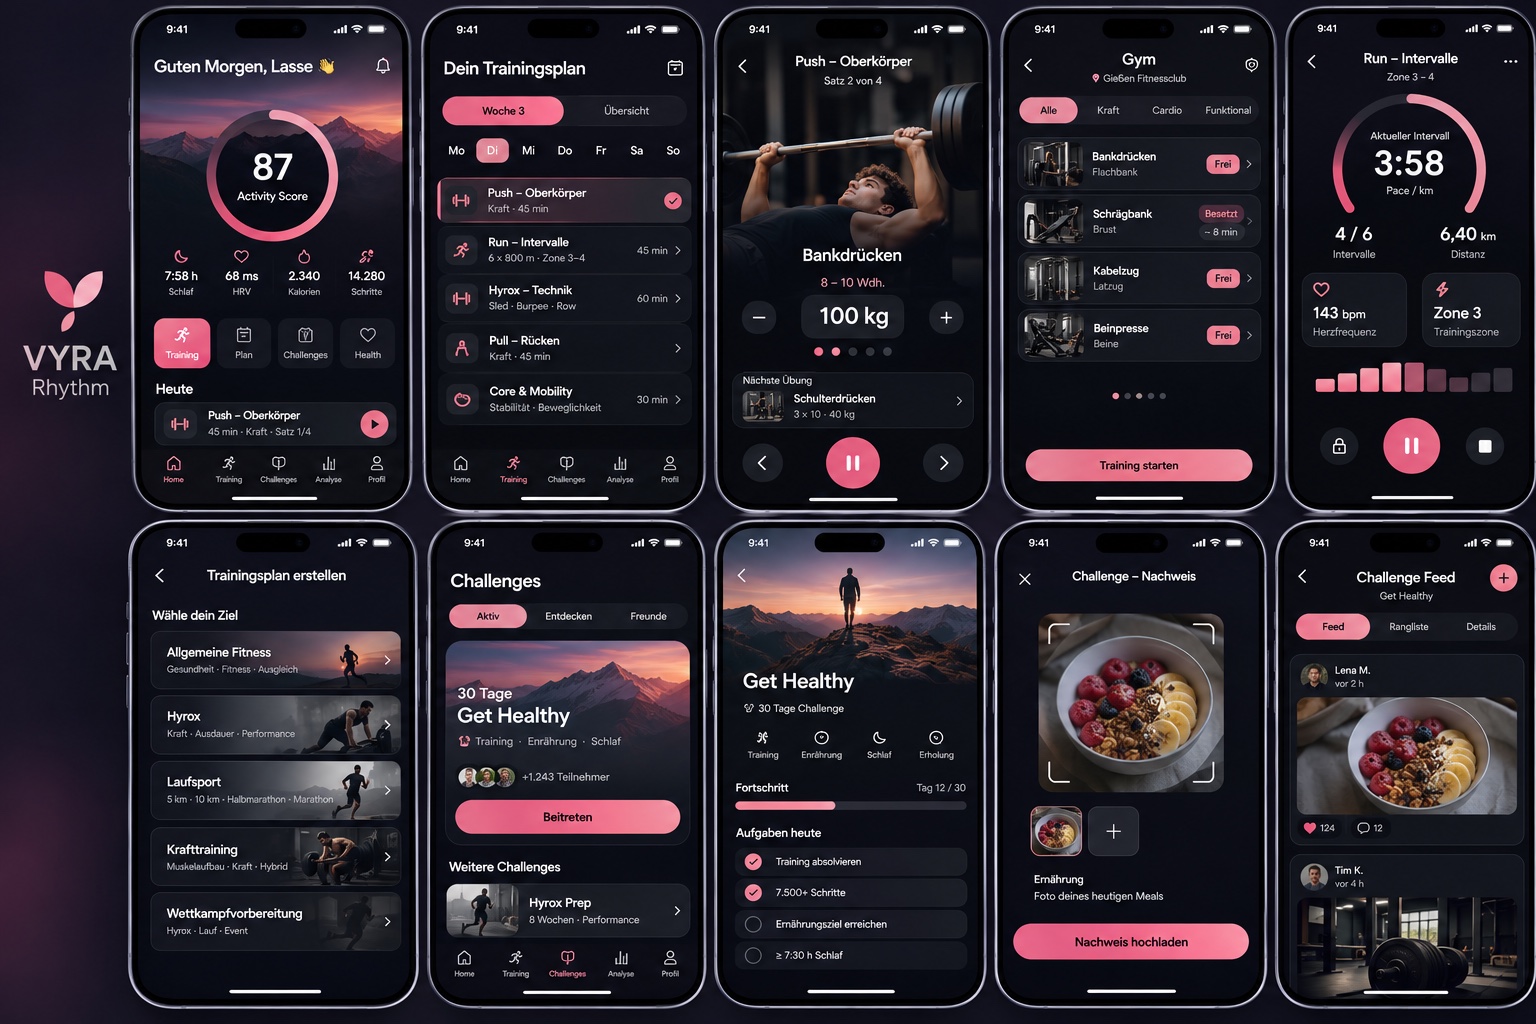 VYRA
Rhythm
9:41
Guten Morgen, Lasse 👋
87
Activity Score
7:58 h
Schlaf
68 ms
HRV
2.340
Kalorien
14.280
Schritte
Training
Plan
Challenges
Health
Heute
Push – Oberkörper
45 min · Kraft · Satz 1/4
Home
Training
Challenges
Analyse
Profil
9:41
Dein Trainingsplan
Woche 3
Übersicht
Mo
Di
Mi
Do
Fr
Sa
So
Push – Oberkörper
Kraft · 45 min
Run – Intervalle
6 x 800 m · Zone 3–4
45 min
Hyrox – Technik
Sled · Burpee · Row
60 min
Pull – Rücken
Kraft · 45 min
Core & Mobility
Stabilität · Beweglichkeit
30 min
Home
Training
Challenges
Analyse
Profil
9:41
Push – Oberkörper
Satz 2 von 4
Bankdrücken
8 – 10 Wdh.
100 kg
Nächste Übung
Schulterdrücken
3 x 10 · 40 kg
9:41
Gym
Gießen Fitnessclub
Alle
Kraft
Cardio
Funktional
Bankdrücken
Flachbank
Frei
Schrägbank
Brust
Besetzt
~ 8 min
Kabelzug
Latzug
Frei
Beinpresse
Beine
Frei
Training starten
9:41
Run – Intervalle
Zone 3 – 4
Aktueller Intervall
3:58
Pace / km
4 / 6
Intervalle
6,40 km
Distanz
143 bpm
Herzfrequenz
Zone 3
Trainingszone
9:41
Trainingsplan erstellen
Wähle dein Ziel
Allgemeine Fitness
Gesundheit · Fitness · Ausgleich
Hyrox
Kraft · Ausdauer · Performance
Laufsport
5 km · 10 km · Halbmarathon · Marathon
Krafttraining
Muskelaufbau · Kraft · Hybrid
Wettkampfvorbereitung
Hyrox · Lauf · Event
9:41
Challenges
Aktiv
Entdecken
Freunde
30 Tage
Get Healthy
Training · Enrährung · Schlaf
+1.243 Teilnehmer
Beitreten
Weitere Challenges
Hyrox Prep
8 Wochen · Performance
Home
Training
Challenges
Analyse
Profil
9:41
Get Healthy
30 Tage Challenge
Training
Enrährung
Schlaf
Erholung
Fortschritt
Tag 12 / 30
Aufgaben heute
Training absolvieren
7.500+ Schritte
Ernährungsziel erreichen
≥ 7:30 h Schlaf
9:41
Challenge – Nachweis
Ernährung
Foto deines heutigen Meals
Nachweis hochladen
9:41
Challenge Feed
Get Healthy
Feed
Rangliste
Details
Lena M.
vor 2 h
124
12
Tim K.
vor 4 h